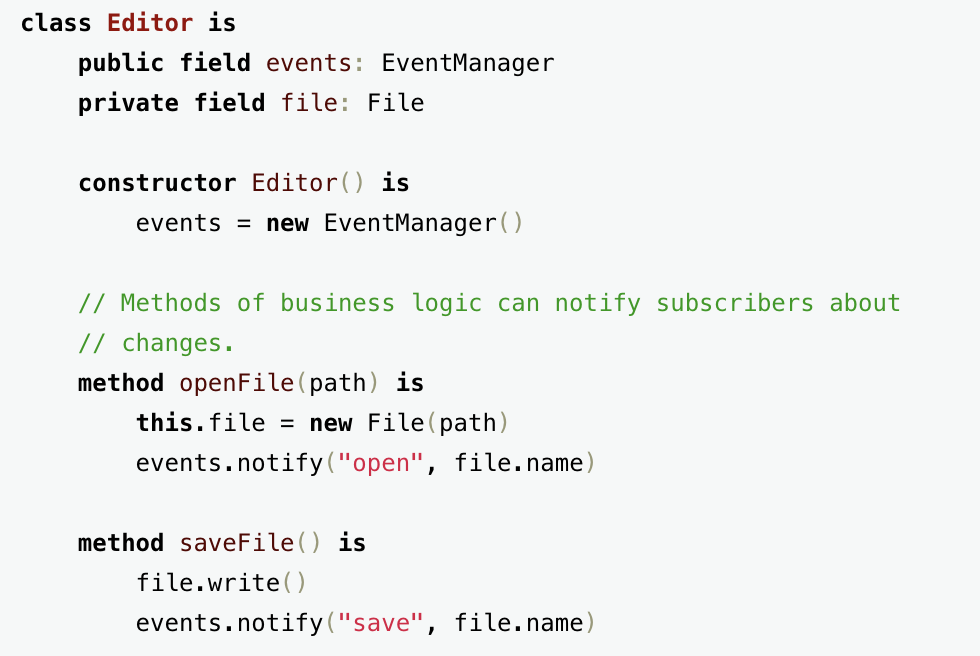 class Editor is
    public field events: EventManager
    private field file: File

    constructor Editor() is
        events = new EventManager()

    // Methods of business logic can notify subscribers about
    // changes.
    method openFile(path) is
        this.file = new File(path)
        events.notify("open", file.name)

    method saveFile() is
        file.write()
        events.notify("save", file.name)